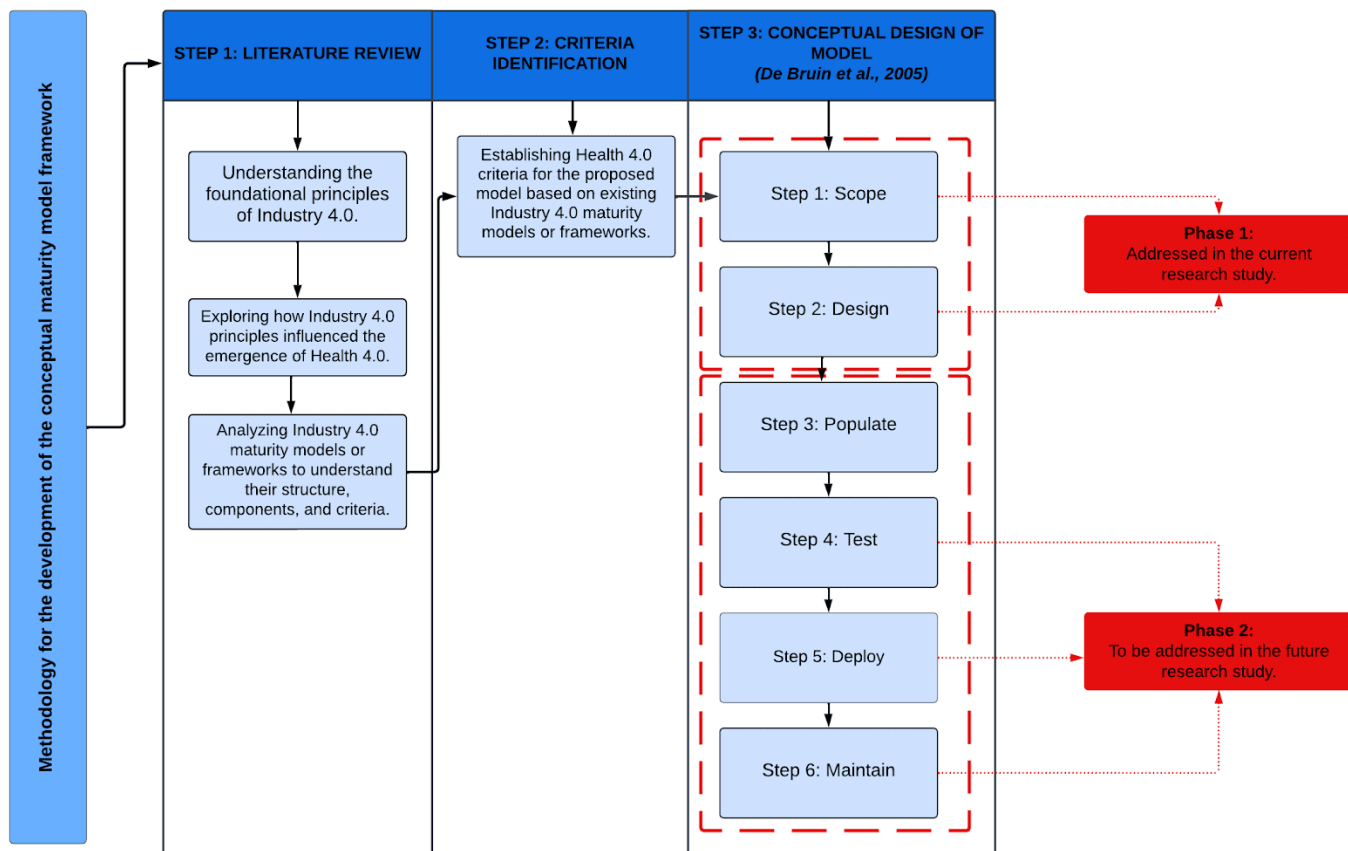 Methodology for the development of the conceptual maturity model framework
STEP 1: LITERATURE REVIEW
Understanding the
foundational principles
of Industry 4.0.
Exploring how Industry 4.0
principles influenced the
emergence of Health 4.0.
Analyzing Industry 4.0
maturity models or
frameworks to understand
their structure,
components, and criteria.
STEP 2: CRITERIA
IDENTIFICATION
Establishing Health 4.0
criteria for the proposed
model based on existing
Industry 4.0 maturity
models or frameworks.
STEP 3: CONCEPTUAL DESIGN OF
MODEL
(De Bruin et al., 2005)
Step 1: Scope
Step 2: Design
Step 3: Populate
Step 4: Test
Step 5: Deploy
Step 6: Maintain
Phase 1:
Addressed in the current
research study.
Phase 2:
To be addressed in the future
research study.